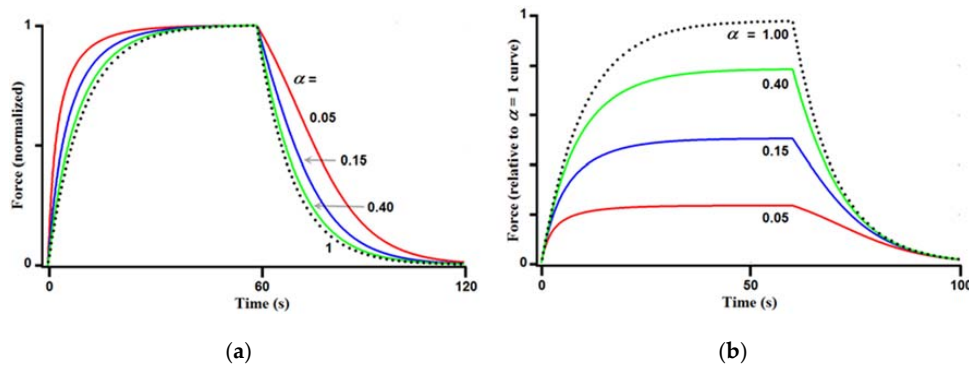 1
Force (normalized)
0
α =
0.05
0.15
0.40
1
0
60
120
Time (s)
(a)
1
Force (relative to α = 1 curve)
0
α = 1.00
0.40
0.15
0.05
0
50
100
Time (s)
(b)